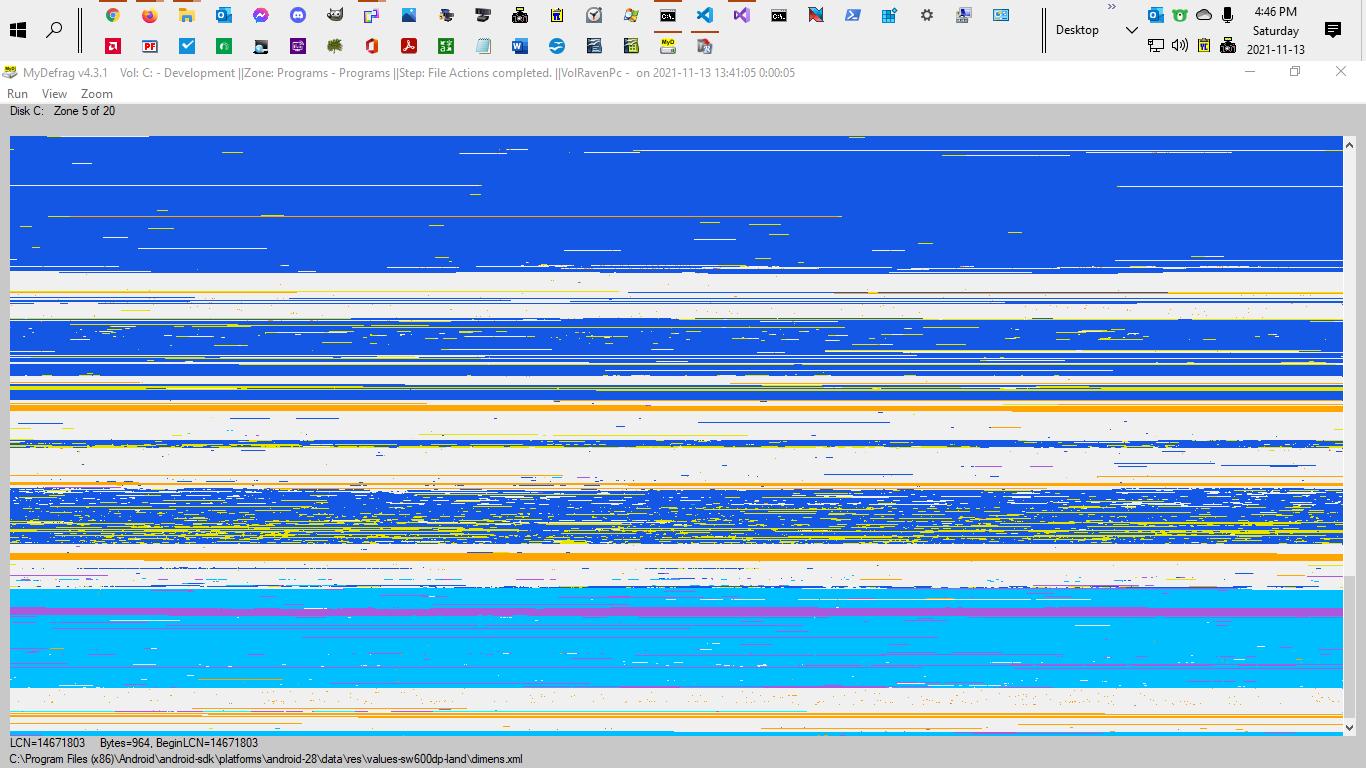 4:46 PM
Desktop
Saturday
2021-11-13
MyDefrag v4.3.1 Vol: C: - Development ||Zone: Programs - Programs ||Step: File Actions completed. ||VolRavenPc - on 2021-11-13 13:41:05 0:00:05
Run View Zoom
Disk C: Zone 5 of 20
LCN=14671803 Bytes=964, BeginLCN=14671803
C:\Program Files (x86)\Android\android-sdk\platforms\android-28\data\res\values-sw600dp-land\dimens.xml